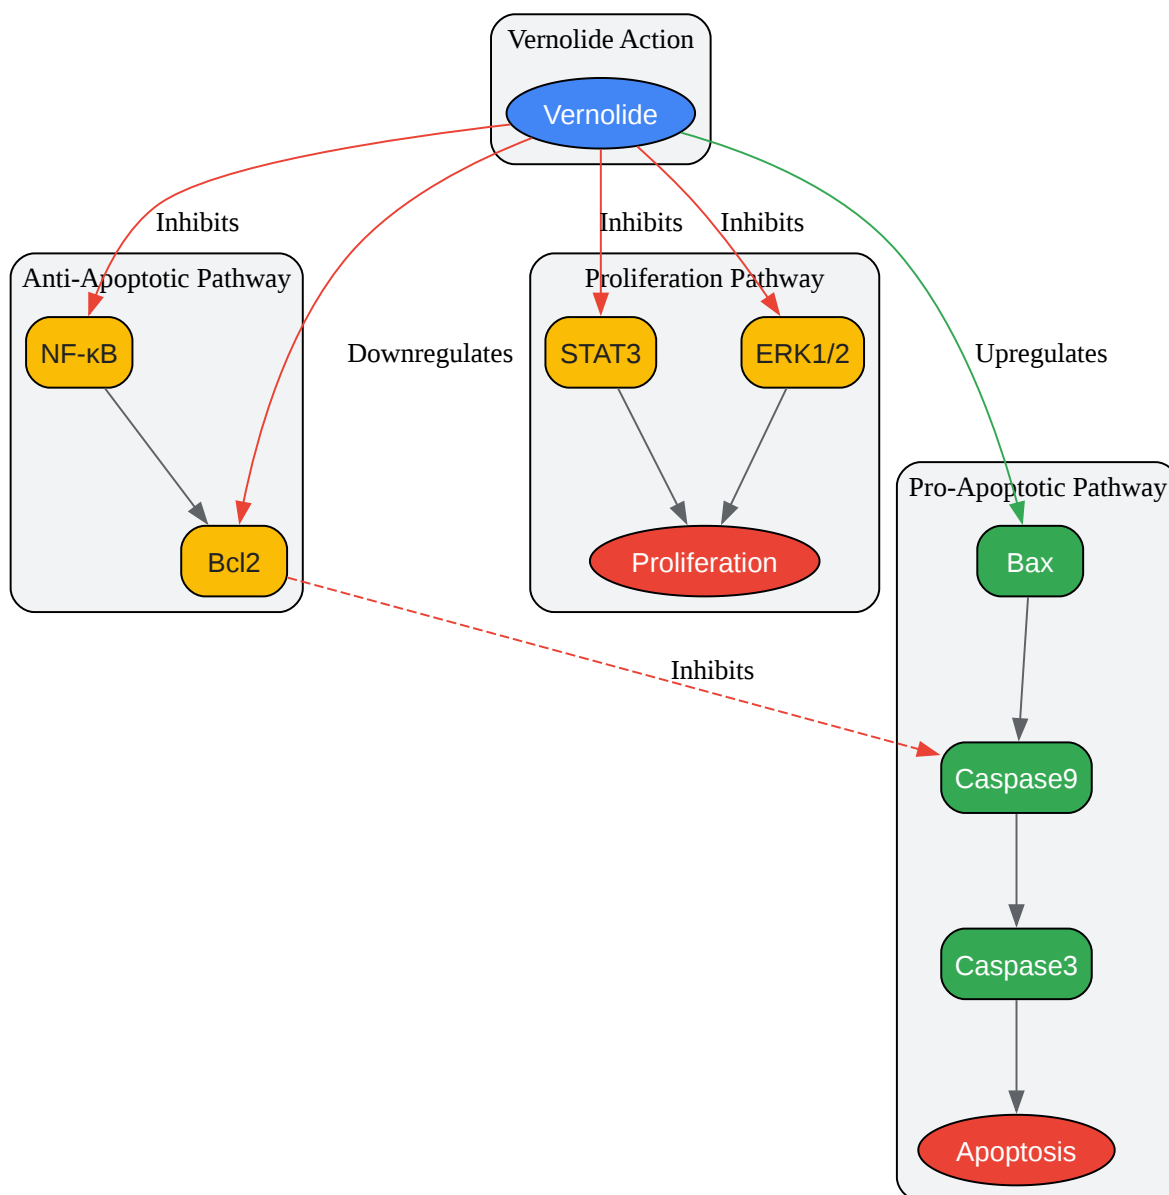 Vernolide Action
Vernolide
Inhibits
Inhibits
Inhibits
Anti-Apoptotic Pathway
Proliferation Pathway
NF-κB
Downregulates
STAT3
ERK1/2
Upregulates
Pro-Apoptotic Pathway
Bcl2
Proliferation
Bax
Inhibits
Caspase9
Caspase3
Apoptosis